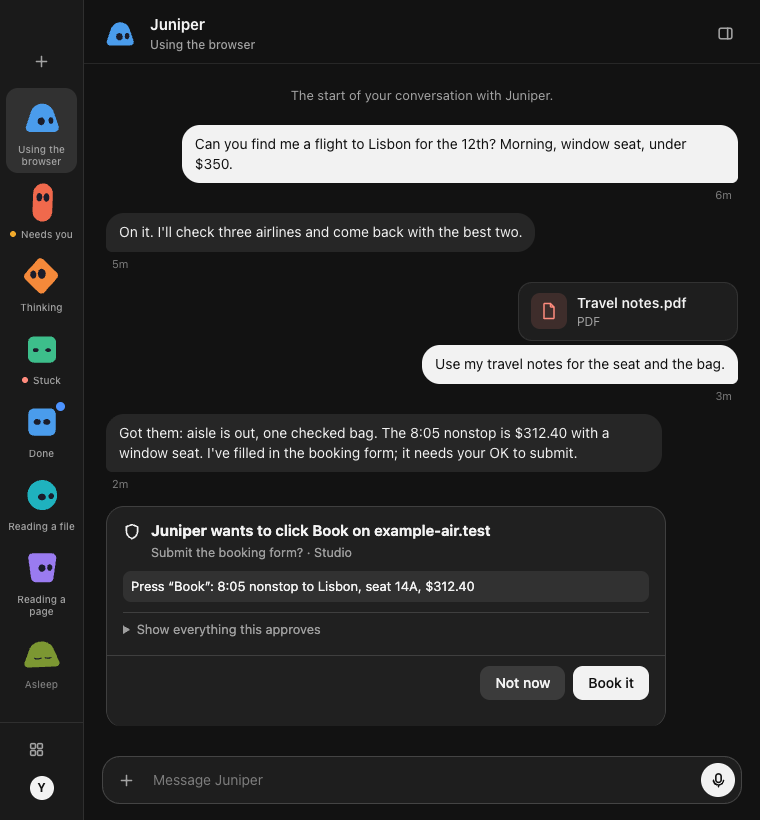 Juniper
Using the browser
Using the
browser
Needs you
Thinking
Stuck
Done
Reading a file
Reading a
page
Asleep
Y
The start of your conversation with Juniper.
Can you find me a flight to Lisbon for the 12th? Morning, window seat, under
$350.
6m
On it. I'll check three airlines and come back with the best two.
5m
Travel notes.pdf
PDF
Use my travel notes for the seat and the bag.
3m
Got them: aisle is out, one checked bag. The 8:05 nonstop is $312.40 with a
window seat. I've filled in the booking form; it needs your OK to submit.
2m
Juniper wants to click Book on example-air.test
Submit the booking form? · Studio
Press “Book”: 8:05 nonstop to Lisbon, seat 14A, $312.40
Show everything this approves
Not now
Book it
Message Juniper